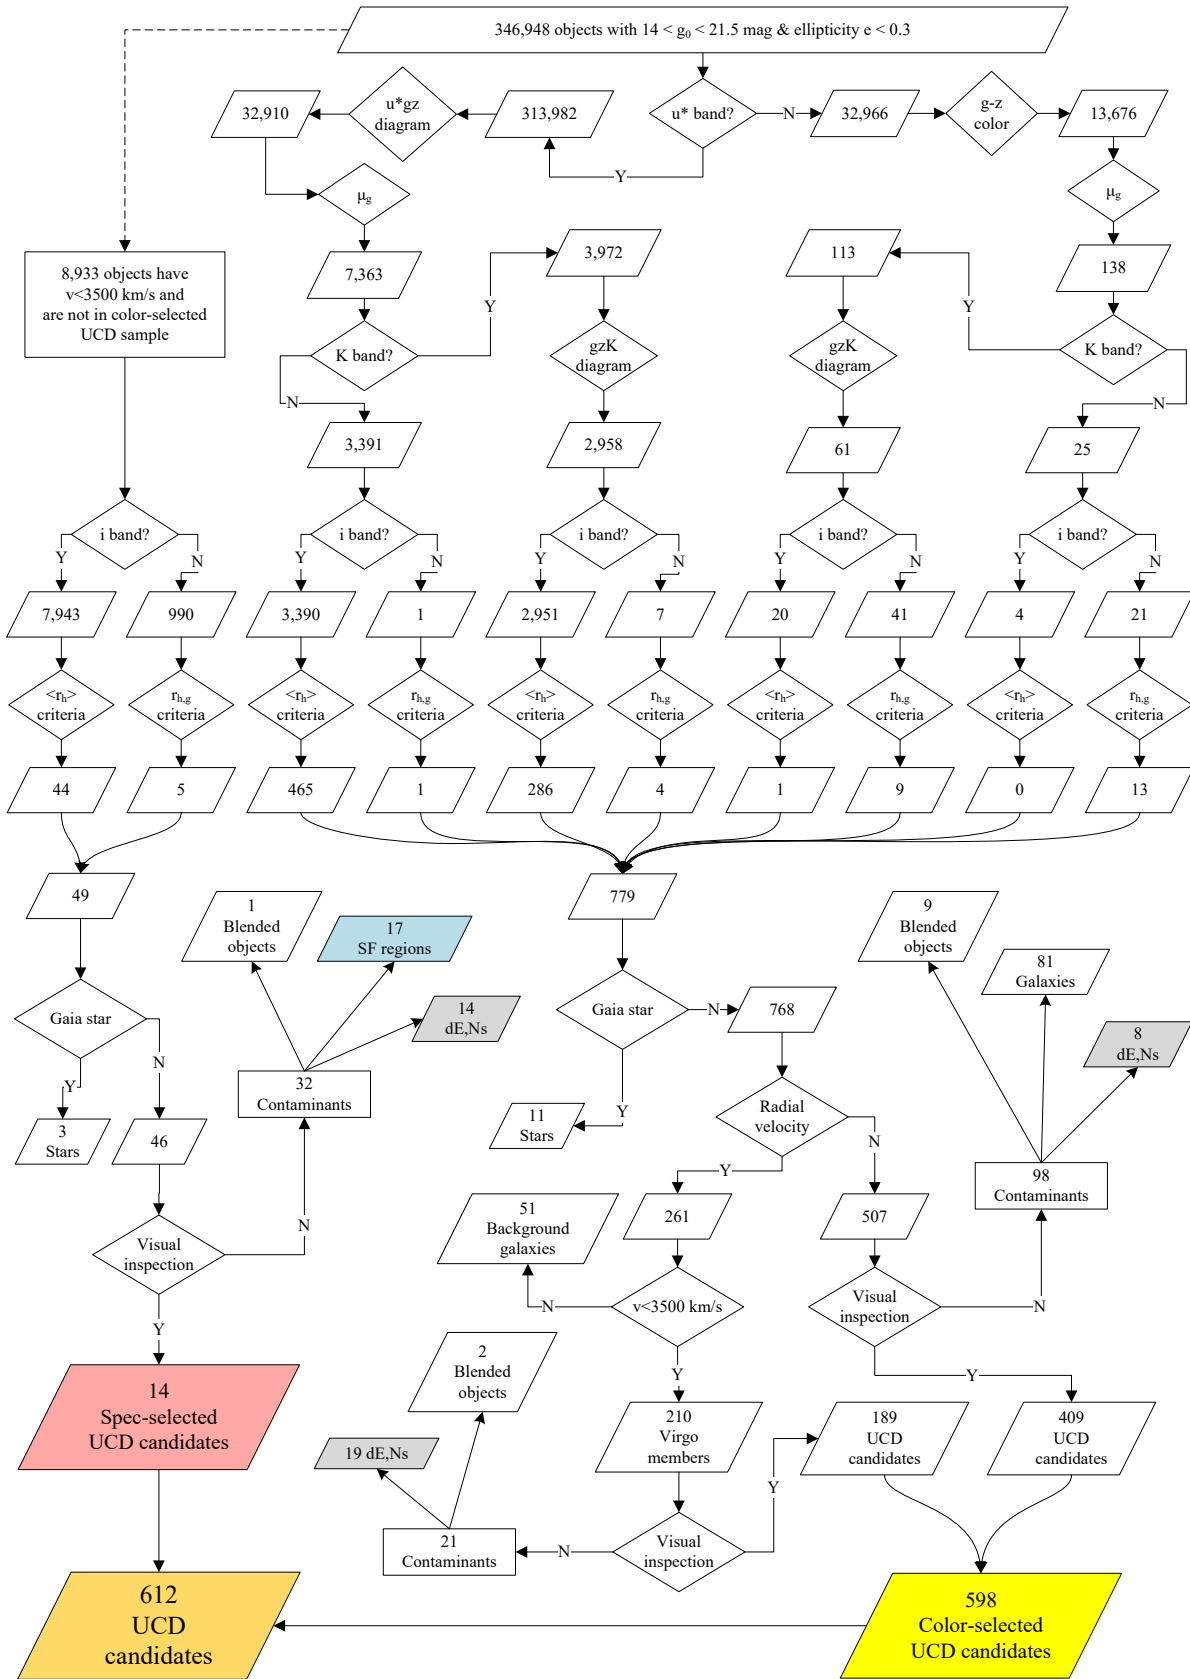 346,948 objects with 14 < g₀ < 21.5 mag & ellipticity e < 0.3
32,910
u*gz
diagram
313,982
u* band?
N
32,966
g-z
color
13,676
Y
μg
μg
8,933 objects have
v<3500 km/s and
are not in color-selected
UCD sample
7,363
3,972
113
138
Y
Y
K band?
gzK
diagram
gzK
diagram
K band?
N
N
3,391
2,958
61
25
i band?
i band?
i band?
i band?
i band?
Y
N
Y
N
Y
N
Y
N
Y
N
7,943
990
3,390
1
2,951
7
20
41
4
21
<rh>
criteria
rh,g
criteria
<rh>
criteria
rh,g
criteria
<rh>
criteria
rh,g
criteria
<rh>
criteria
rh,g
criteria
<rh>
criteria
rh,g
criteria
44
5
465
1
286
4
1
9
0
13
49
1
Blended
objects
17
SF regions
779
9
Blended
objects
81
Galaxies
Gaia star
14
dE,Ns
Gaia star
N
768
8
dE,Ns
N
Y
32
Contaminants
Y
Radial
velocity
3
Stars
46
11
Stars
N
Y
98
Contaminants
51
Background
galaxies
261
507
Visual
inspection
N
N
v<3500 km/s
Visual
inspection
N
Y
2
Blended
objects
Y
Y
14
Spec-selected
UCD candidates
210
Virgo
members
189
UCD
candidates
409
UCD
candidates
19 dE,Ns
Y
21
Contaminants
N
Visual
inspection
612
UCD
candidates
598
Color-selected
UCD candidates